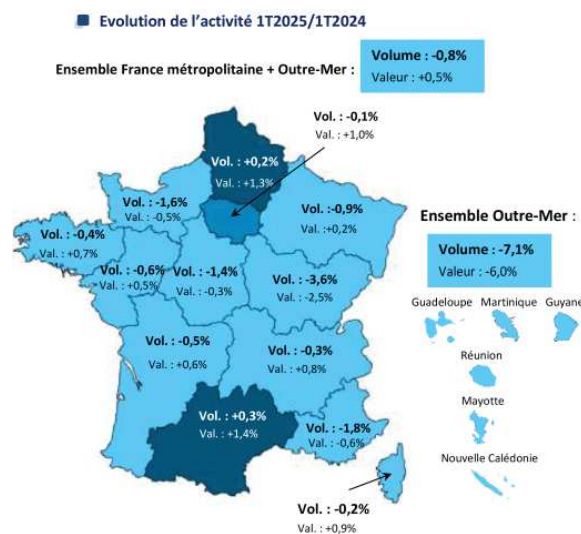 Evolution de l'activité 1T2025/1T2024
Ensemble France métropolitaine + Outre-Mer :
Volume : -0,8%
Valeur : +0,5%
Vol. : -0,1%
Val. : +1,0%
Vol. : +0,2%
Val. : +1,3%
Vol. : -1,6%
Val. : -0,5%
Vol. : -0,9%
Val. : +0,2%
Vol. : -0,4%
Val. : +0,7%
Vol. : -0,6%
Val. : +0,5%
Vol. : -1,4%
Val. : -0,3%
Vol. : -3,6%
Val. : -2,5%
Vol. : -0,5%
Val. : +0,6%
Vol. : -0,3%
Val. : +0,8%
Vol. : +0,3%
Val. : +1,4%
Vol. : -1,8%
Val. : -0,6%
Vol. : -0,2%
Val. : +0,9%
Ensemble Outre-Mer :
Volume : -7,1%
Valeur : -6,0%
Guadeloupe
Martinique
Guyane
Réunion
Mayotte
Nouvelle Calédonie